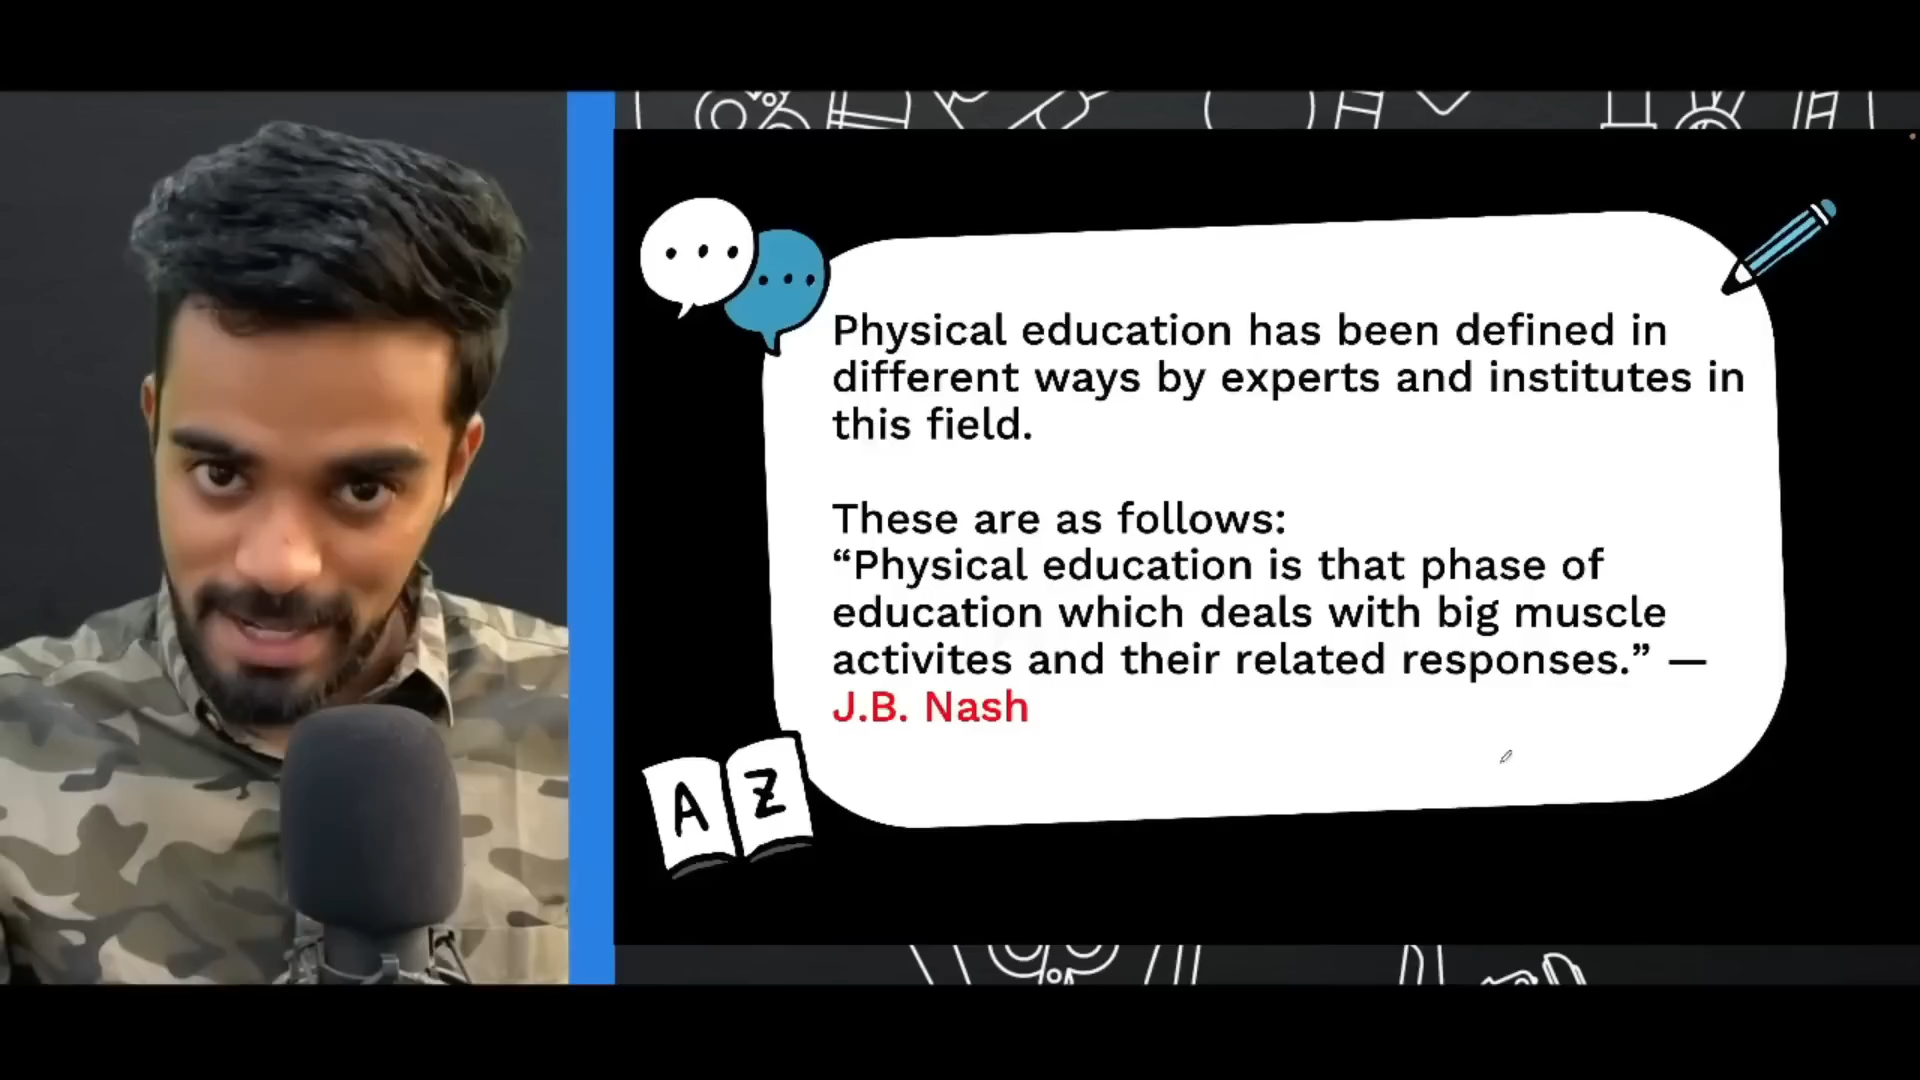 Physical education has been defined in
different ways by experts and institutes in
this field.
These are as follows:
“Physical education is that phase of
education which deals with big muscle
activites and their related responses.” —
J.B. Nash
A Z